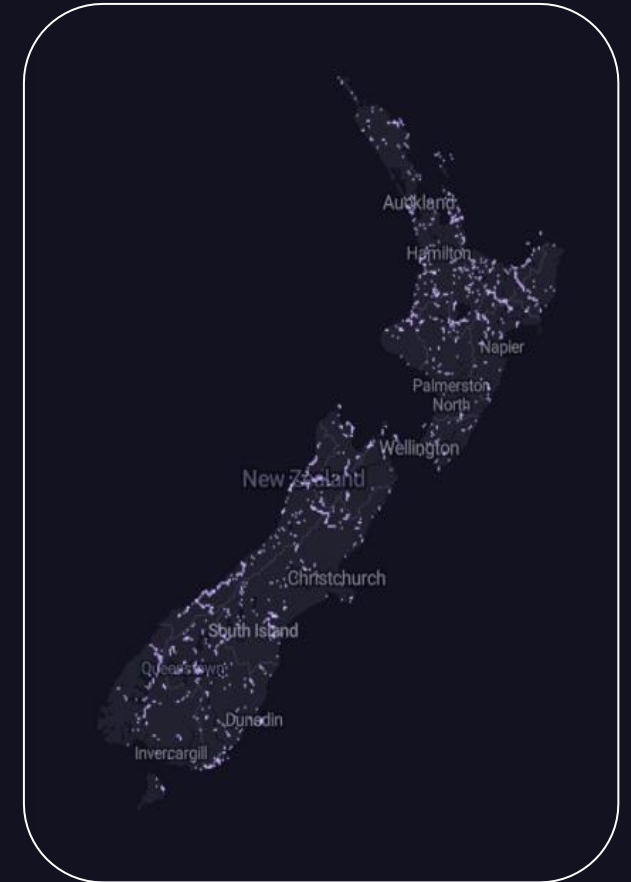 Auckland
Hamilton
Napier
Palmerston
North
Wellington
New Zealand
Christchurch
South Island
Queenstown
Dunedin
Invercargill